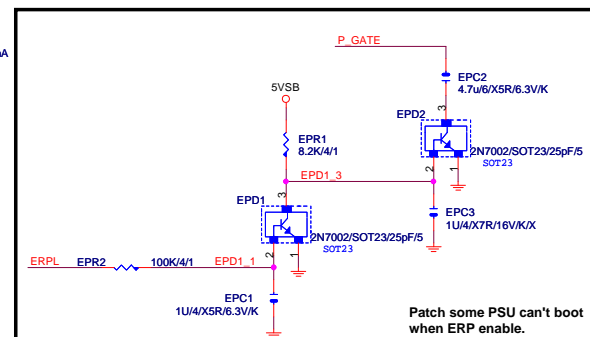 P_GATE
A
EPC2
4.7u/6/X5R/6.3V/K
5VSB
3
EPD2
EPR1
8.2K/4/1
2N7002/SOT23/25pF/5
SOT23
2
1
EPD1_3
3
EPD1
EPC3
1U/4/X7R/16V/K/X
2N7002/SOT23/25pF/5
SOT23
2
1
ERPL
EPR2
100K/4/1
EPD1_1
EPC1
1U/4/X5R/6.3V/K
Patch some PSU can't boot
when ERP enable.